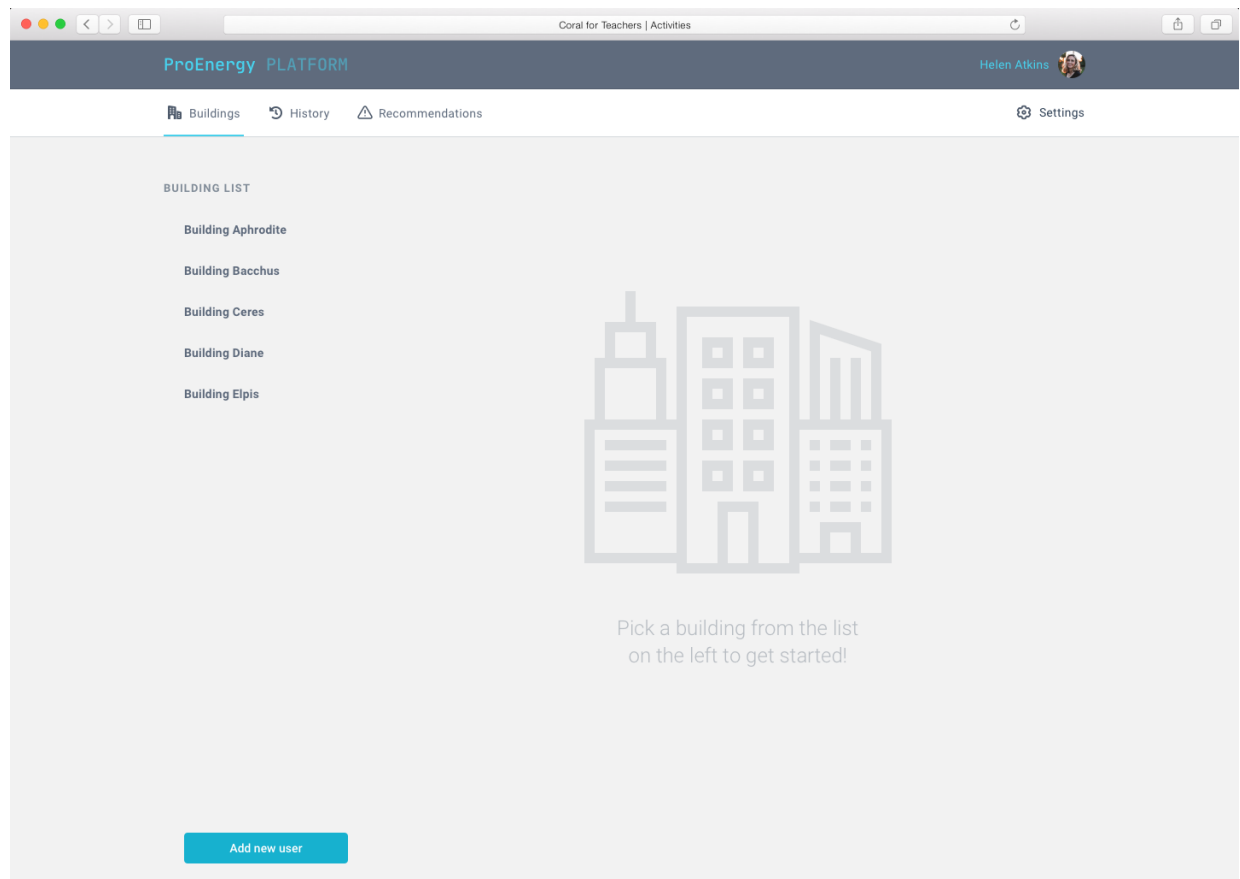 Coral for Teachers | Activities
ProEnergy PLATFORM
Helen Atkins
Buildings
History
Recommendations
Settings
BUILDING LIST
Building Aphrodite
Building Bacchus
Building Ceres
Building Diane
Building Elpis
Pick a building from the list
on the left to get started!
Add new user